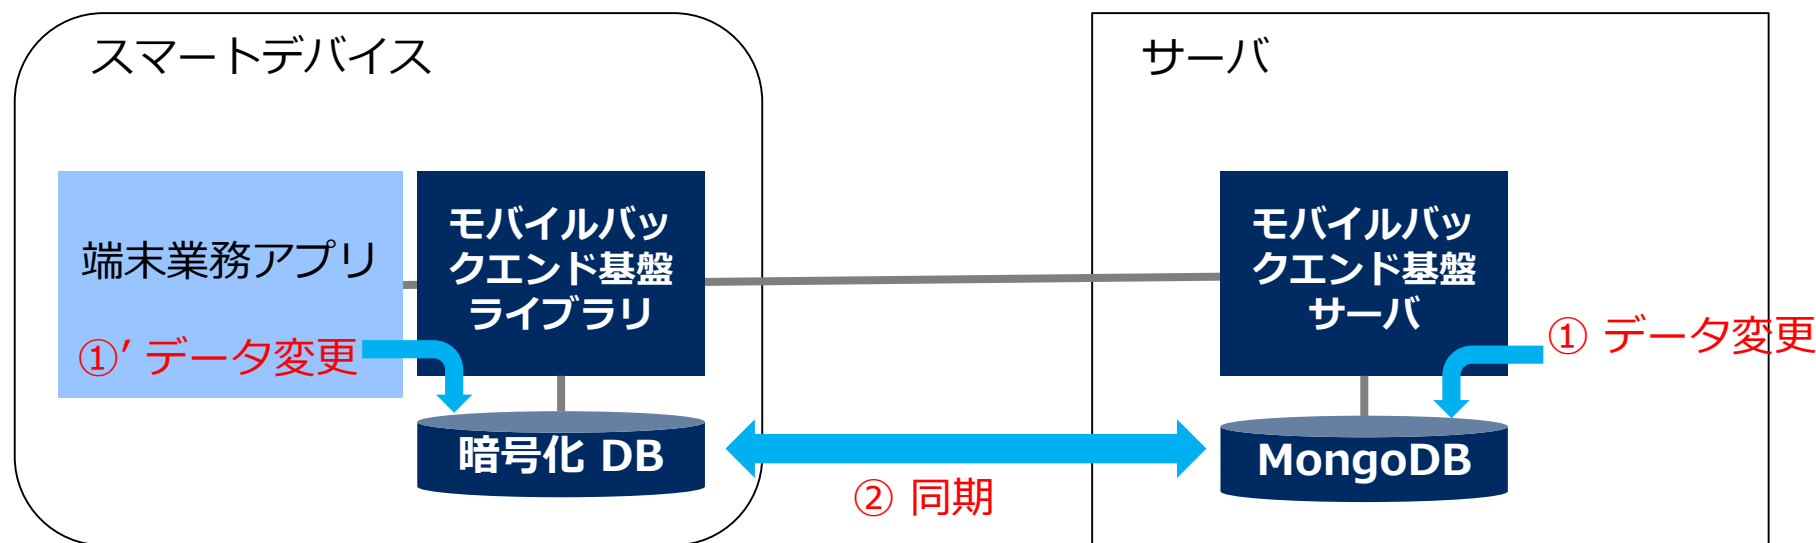 スマートデバイス
サーバ
端末業務アプリ
①’ データ変更
モバイルバッ
クエンド基盤
ライブラリ
暗号化 DB
② 同期
モバイルバッ
クエンド基盤
サーバ
① データ変更
MongoDB